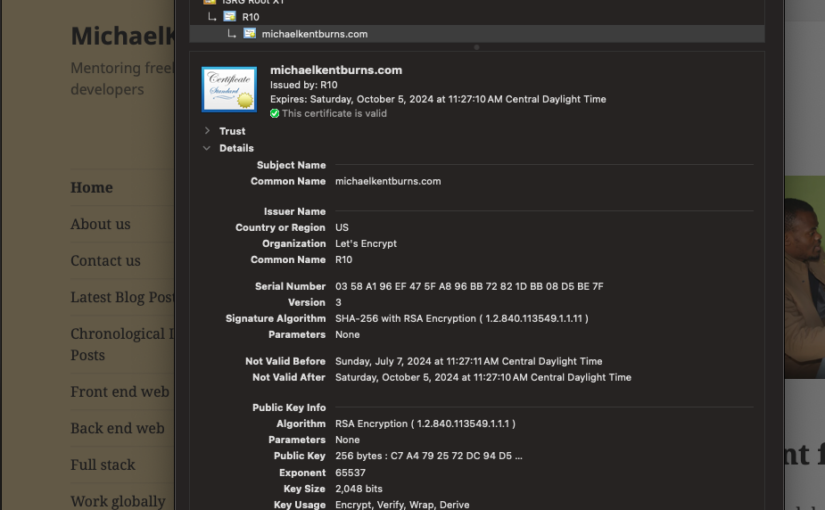 ISRG Root X1
R10
michaelkentburns.com
MichaelK
Mentoring freel
developers
Home
About us
Contact us
Latest Blog Post
Chronological I
Posts
Front end web
Back end web
Full stack
Work globally
michaelkentburns.com
Issued by: R10
Expires: Saturday, October 5, 2024 at 11:27:10 AM Central Daylight Time
This certificate is valid
Trust
Details
Subject Name
Common Name michaelkentburns.com
Issuer Name
Country or Region US
Organization Let's Encrypt
Common Name R10
Serial Number 03 58 A1 96 EF 47 5F A8 96 BB 72 82 1D BB 08 D5 BE 7F
Version 3
Signature Algorithm SHA-256 with RSA Encryption ( 1.2.840.113549.1.1.11 )
Parameters None
Not Valid Before Sunday, July 7, 2024 at 11:27:11 AM Central Daylight Time
Not Valid After Saturday, October 5, 2024 at 11:27:10 AM Central Daylight Time
Public Key Info
Algorithm RSA Encryption ( 1.2.840.113549.1.1.1 )
Parameters None
Public Key 256 bytes : C7 A4 79 25 72 DC 94 D5 ...
Exponent 65537
Key Size 2,048 bits
Key Usage Encrypt, Verify, Wrap, Derive
Certificate
Standard
nt f